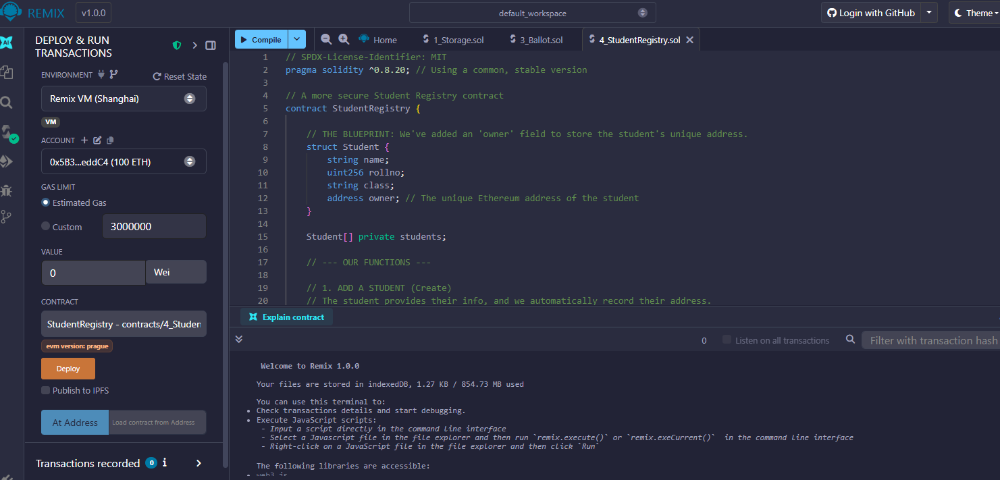 REMIX v1.0.0
default_workspace
Login with GitHub
Theme
DEPLOY & RUN
TRANSACTIONS
ENVIRONMENT
Reset State
Remix VM (Shanghai)
VM
ACCOUNT
0x5B3...eddC4 (100 ETH)
GAS LIMIT
Estimated Gas
Custom
3000000
VALUE
0
Wei
CONTRACT
StudentRegistry - contracts/4_Studen
evm version: prague
Deploy
Publish to IPFS
At Address
Load contract from Address
Transactions recorded 0 i
AI
Compile
Home
1_Storage.sol
3_Ballot.sol
4_StudentRegistry.sol
1 // SPDX-License-Identifier: MIT
2 pragma solidity ^0.8.20; // Using a common, stable version
3
4 // A more secure Student Registry contract
5 contract StudentRegistry {
6
7 // THE BLUEPRINT: We've added an 'owner' field to store the student's unique address.
8 struct Student {
9 string name;
10 uint256 rollno;
11 string class;
12 address owner; // The unique Ethereum address of the student
13 }
14
15 Student[] private students;
16
17 // --- OUR FUNCTIONS ---
18
19 // 1. ADD A STUDENT (Create)
20 // The student provides their info, and we automatically record their address.
Explain contract
0
Listen on all transactions
Filter with transaction hash
Welcome to Remix 1.0.0
Your files are stored in indexedDB, 1.27 KB / 854.73 MB used
You can use this terminal to:
• Check transactions details and start debugging.
• Execute JavaScript scripts:
- Input a script directly in the command line interface
- Select a Javascript file in the file explorer and then run `remix.execute()` or `remix.exeCurrent()` in the command line interface
- Right-click on a JavaScript file in the file explorer and then click `Run`
The following libraries are accessible:
• web3.js